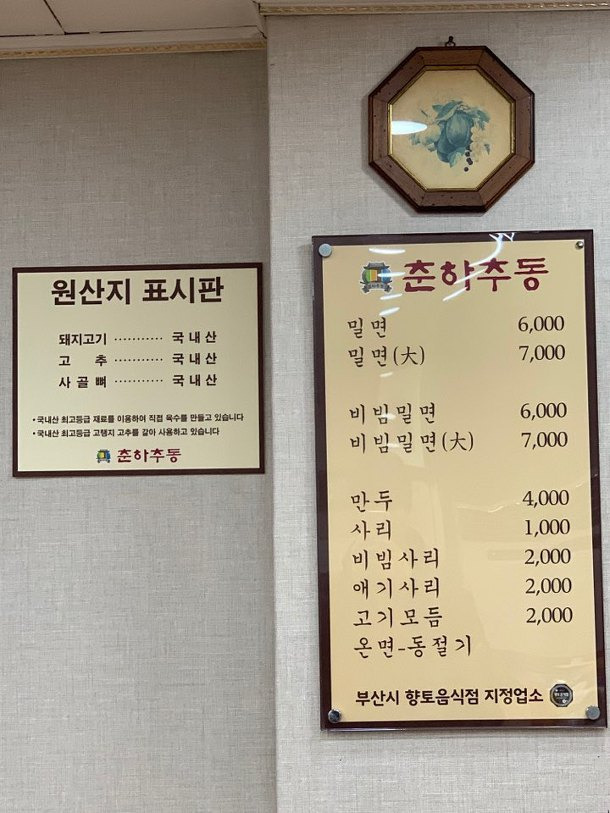 원산지 표시판
돼지고기 ··········· 국내산
고 추 ··········· 국내산
사골뼈 ··········· 국내산
• 국내산 최고등급 재료를 이용하여 직접 육수를 만들고 있습니다
• 국내산 최고등급 고랭지 고추를 갈아 사용하고 있습니다
춘하추동
춘하추동
밀면 6,000
밀면(大) 7,000
비빔밀면 6,000
비빔밀면(大) 7,000
만두 4,000
사리 1,000
비빔사리 2,000
애기사리 2,000
고기모듬 2,000
온면-동절기
부산시 향토음식점 지정업소